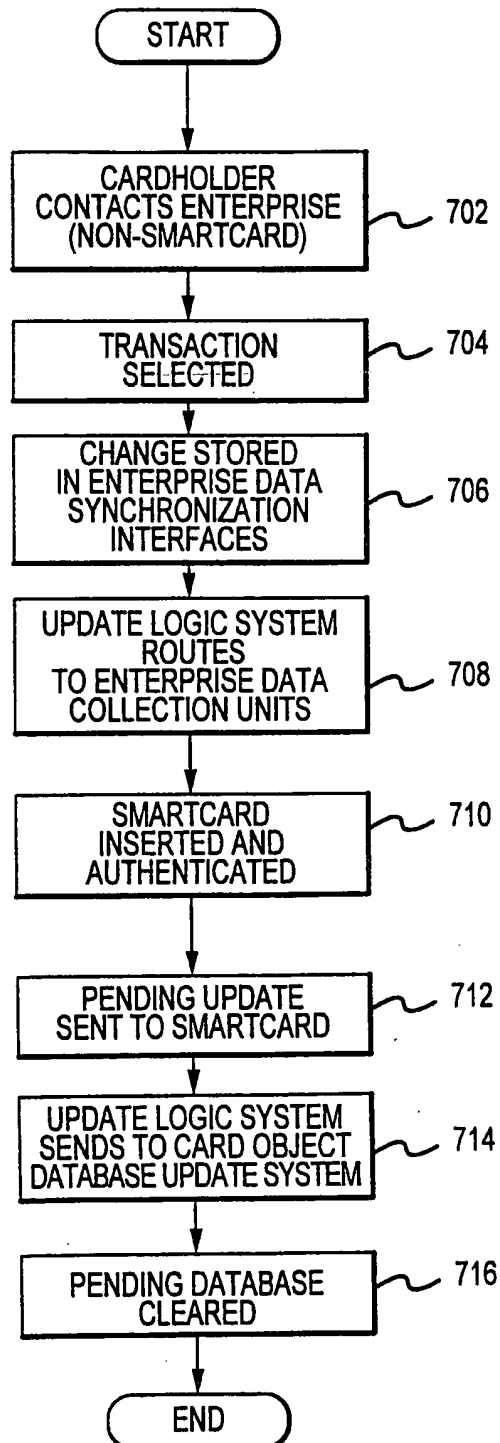 START
CARDHOLDER
CONTACTS ENTERPRISE
(NON-SMARTCARD)
702
TRANSACTION
SELECTED
704
CHANGE STORED
IN ENTERPRISE DATA
SYNCHRONIZATION
INTERFACES
706
UPDATE LOGIC SYSTEM
ROUTES
TO ENTERPRISE DATA
COLLECTION UNITS
708
SMARTCARD
INSERTED AND
AUTHENTICATED
710
PENDING UPDATE
SENT TO SMARTCARD
712
UPDATE LOGIC SYSTEM
SENDS TO CARD OBJECT
DATABASE UPDATE SYSTEM
714
PENDING DATABASE
CLEARED
716
END